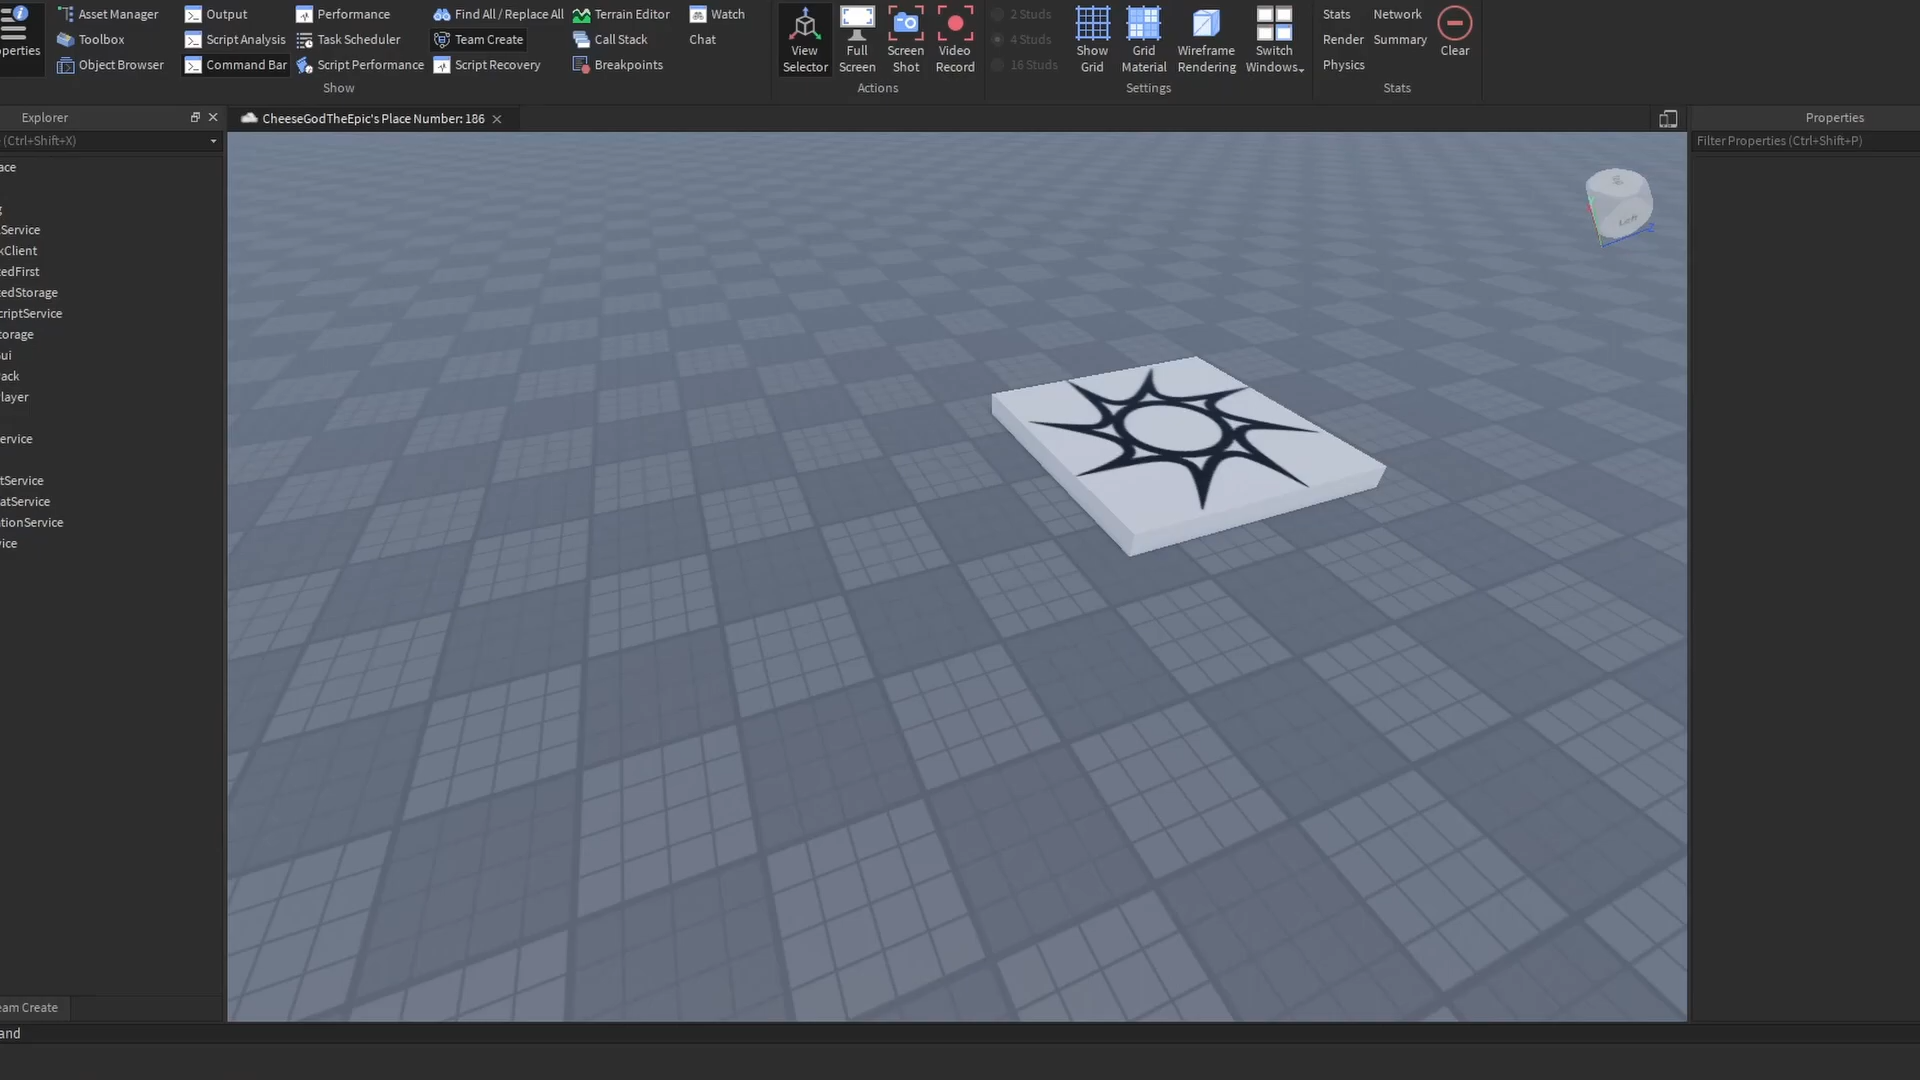 Asset Manager
Output
Performance
Find All / Replace All
Terrain Editor
Watch
perties
Toolbox
Script Analysis
Task Scheduler
Team Create
Call Stack
Chat
Object Browser
Command Bar
Script Performance
Script Recovery
Breakpoints
Show
View Selector
Full Screen
Screen Shot
Video Record
Actions
2 Studs
4 Studs
16 Studs
Show Grid
Grid Material
Wireframe Rendering
Switch Windows
Settings
Stats
Network
Render
Summary
Physics
Clear
Stats
Explorer
(Ctrl+Shift+X)
ace
g
Service
kClient
edFirst
edStorage
criptService
torage
ui
ack
layer
ervice
tService
atService
ationService
ice
eam Create
and
CheeseGodTheEpic's Place Number: 186
Left
Z
Properties
Filter Properties (Ctrl+Shift+P)